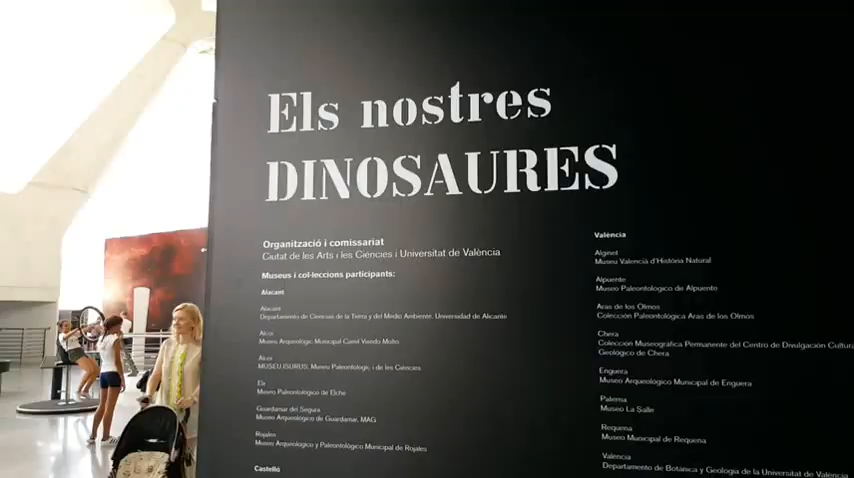 Els nostres
DINOSAURES
Organització i comissariat
Ciutat de les Arts i les Ciències i Universitat de València
Museus i col·leccions participants:
Alacant
Alacant
Departamento de Ciencias de la Tierra y del Medio Ambiente. Universidad de Alicante
Alcoi
Museu Arqueològic Municipal Camil Visedo Moltó
Alcoi
MUSEU ISURUS, Museu Paleontològic i de les Ciències
Elx
Museo Paleontológico de Elche
Guardamar del Segura
Museo Arqueológico de Guardamar, MAG
Rojales
Museo Arqueológico y Paleontológico Municipal de Rojales
Castelló
València
Alginet
Museu Valencià d'Història Natural
Alpuente
Museo Paleontológico de Alpuente
Aras de los Olmos
Colección Paleontológica Aras de los Olmos
Chera
Colección Museográfica Permanente del Centro de Divulgación Cultura
Geológico de Chera
Enguera
Museo Arqueológico Municipal de Enguera
Paterna
Museo La Salle
Requena
Museo Municipal de Requena
València
Departamento de Botánica y Geología de la Universitat de València